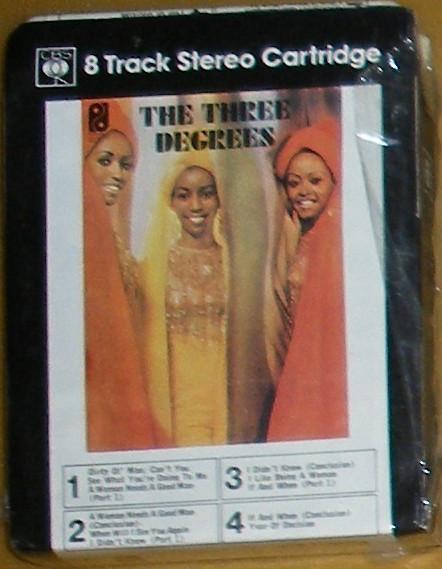 CBS
8 Track Stereo Cartridge
THE THREE
DEGREES
1
Dirty Ol' Man, Can't You
See What You're Doing To Me
A Woman Needs A Good Man
(Part 1)
2
A Woman Needs A Good Man
(Conclusion),
When Will I See You Again
I Didn't Know (Part 1)
3
I Didn't Know (Conclusion)
I Like Being A Woman
If And When (Part 1)
4
If And When (Conclusion)
Year Of Decision